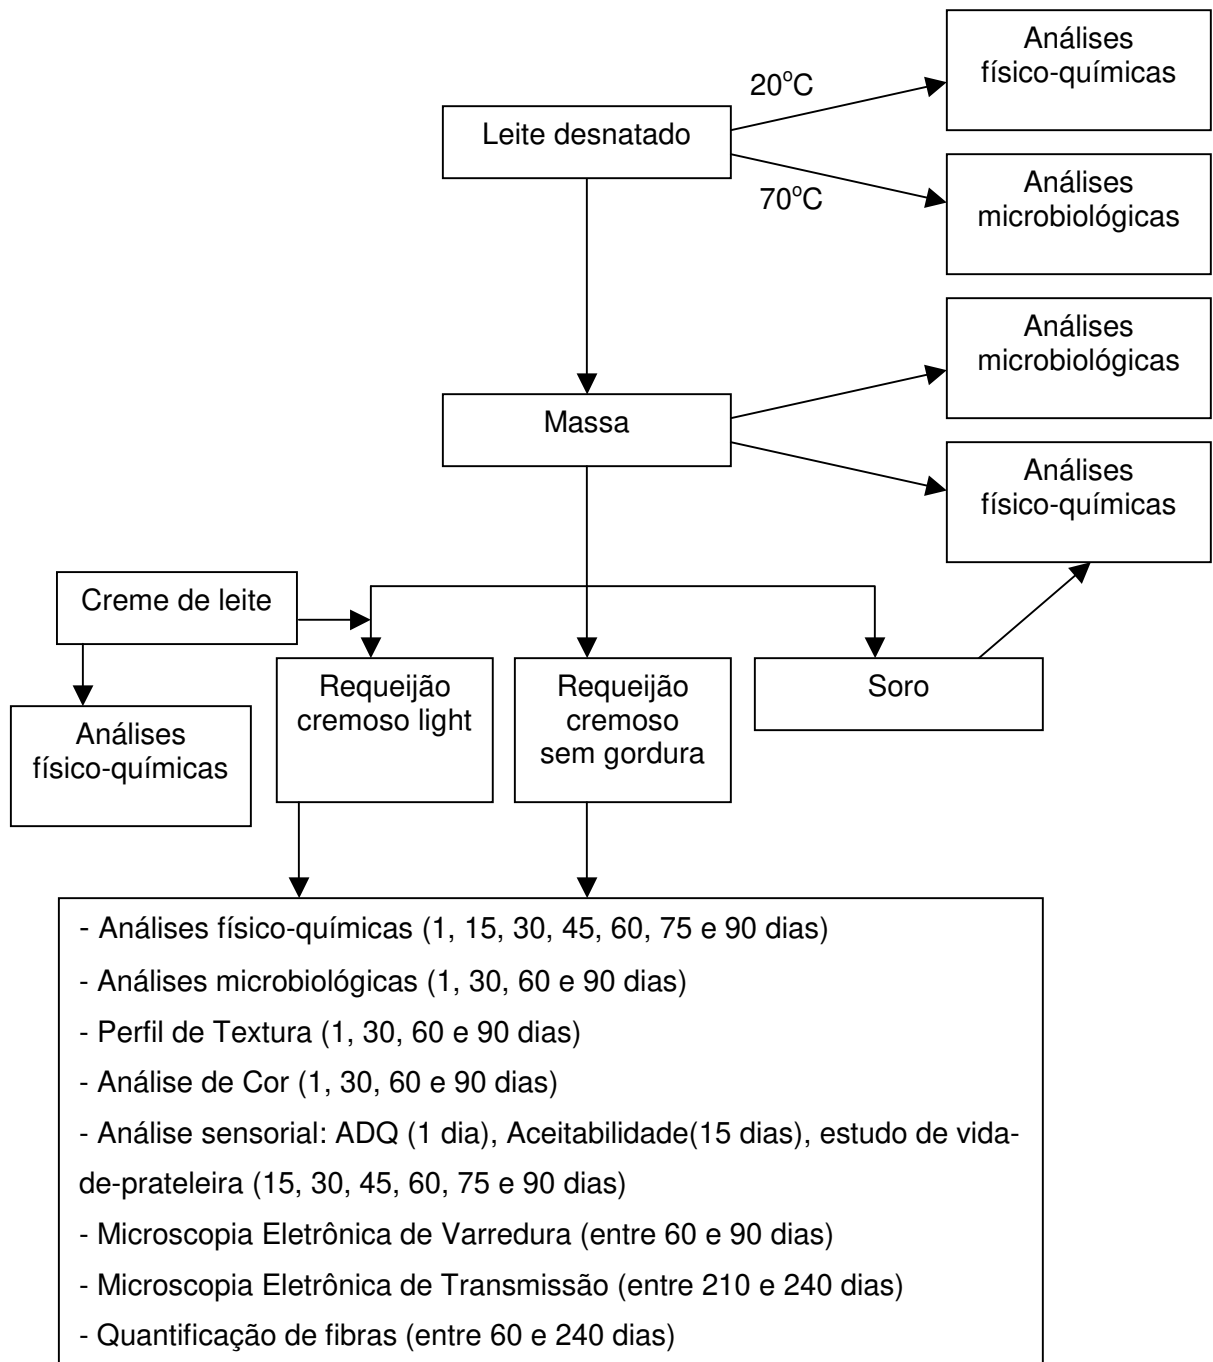 Análises
físico-químicas
20°C
Leite desnatado
Análises
microbiológicas
70°C
Análises
microbiológicas
Massa
Análises
físico-químicas
Creme de leite
Requeijão
cremoso light
Requeijão
cremoso
sem gordura
Soro
Análises
físico-químicas
- Análises físico-químicas (1, 15, 30, 45, 60, 75 e 90 dias)
- Análises microbiológicas (1, 30, 60 e 90 dias)
- Perfil de Textura (1, 30, 60 e 90 dias)
- Análise de Cor (1, 30, 60 e 90 dias)
- Análise sensorial: ADQ (1 dia), Aceitabilidade(15 dias), estudo de vida-
de-prateleira (15, 30, 45, 60, 75 e 90 dias)
- Microscopia Eletrônica de Varredura (entre 60 e 90 dias)
- Microscopia Eletrônica de Transmissão (entre 210 e 240 dias)
- Quantificação de fibras (entre 60 e 240 dias)